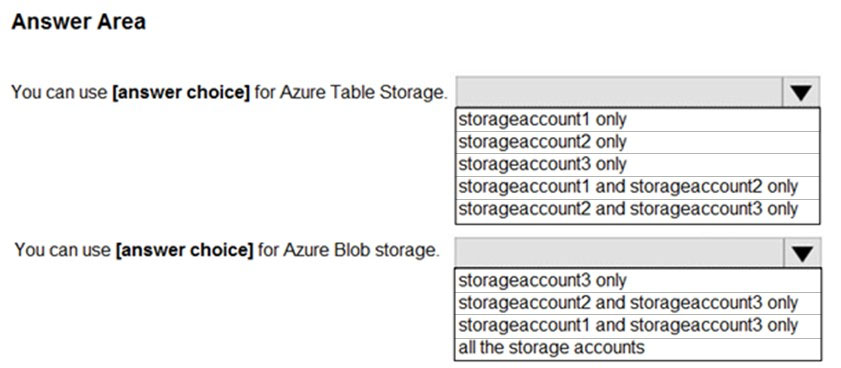 Answer Area
You can use [answer choice] for Azure Table Storage.
storageaccount1 only
storageaccount2 only
storageaccount3 only
storageaccount1 and storageaccount2 only
storageaccount2 and storageaccount3 only
You can use [answer choice] for Azure Blob storage.
storageaccount3 only
storageaccount2 and storageaccount3 only
storageaccount1 and storageaccount3 only
all the storage accounts